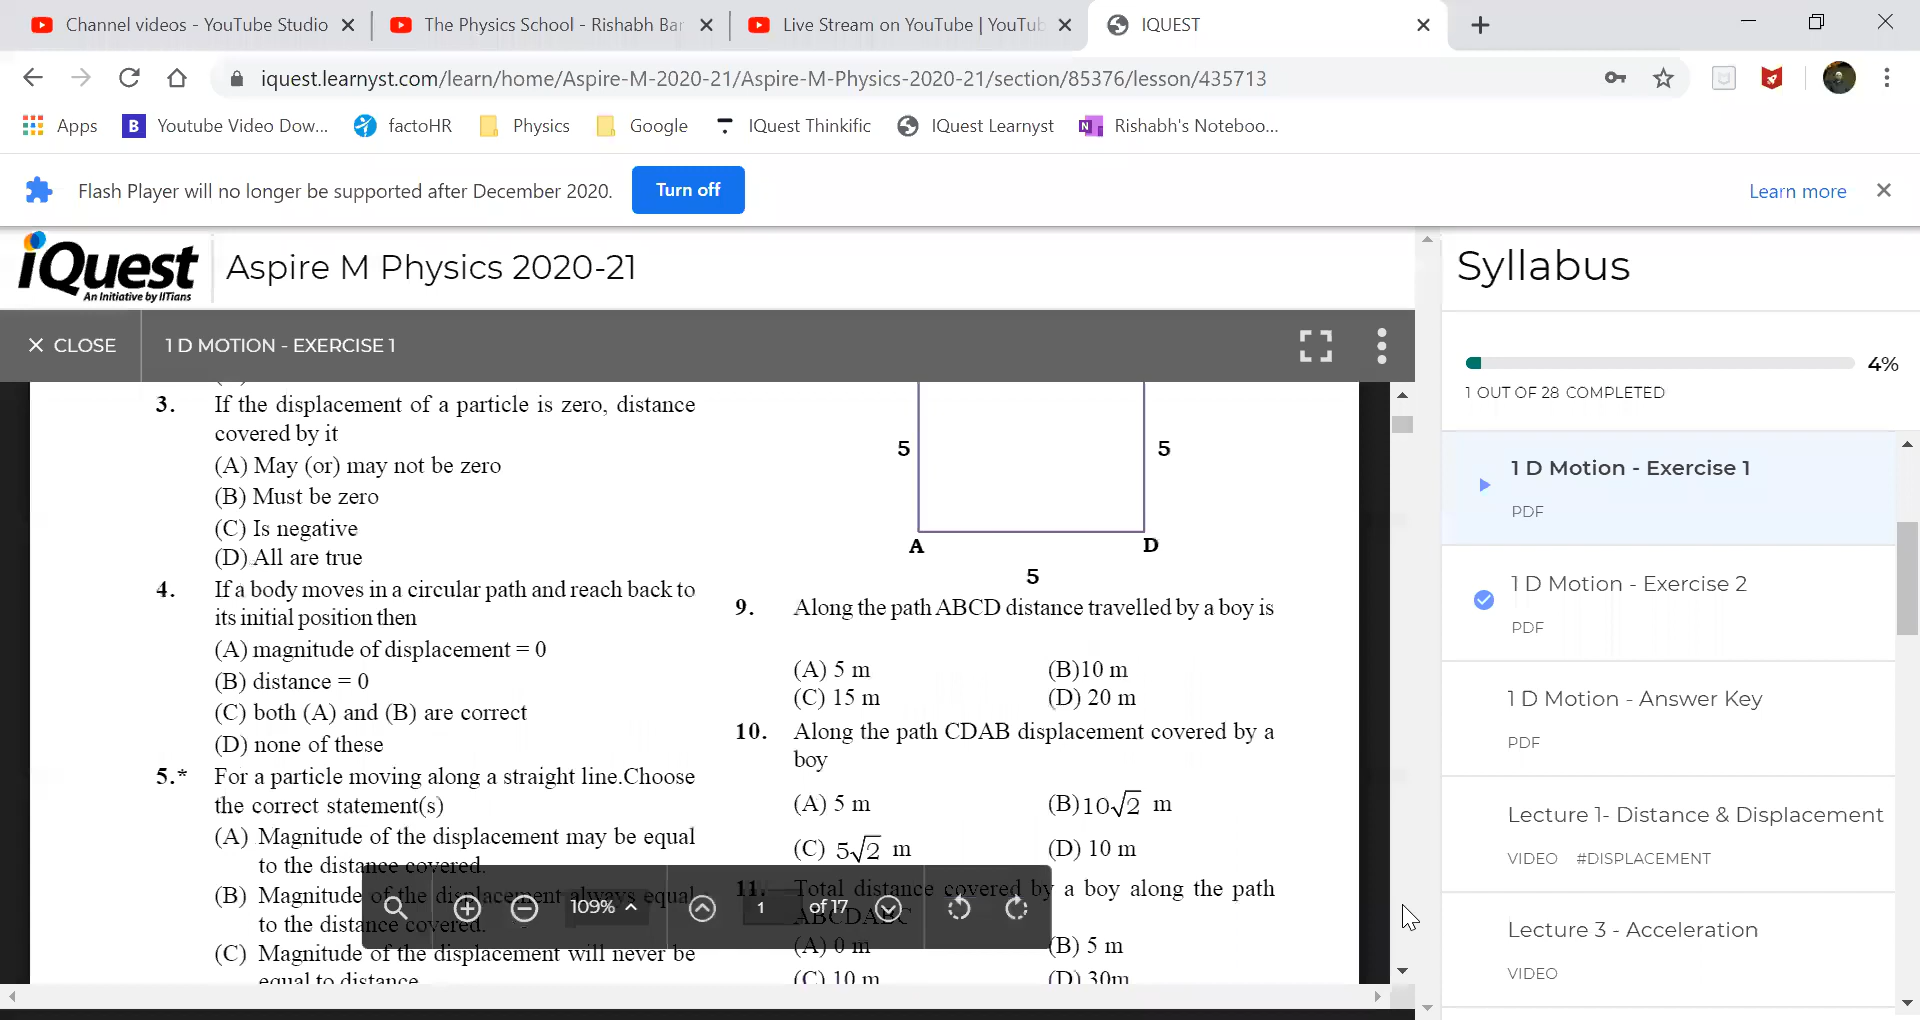 Channel videos - YouTube Studio
The Physics School - Rishabh Bar
Live Stream on YouTube | YouTub
IQUEST
iquest.learnyst.com/learn/home/Aspire-M-2020-21/Aspire-M-Physics-2020-21/section/85376/lesson/435713
Apps
Youtube Video Dow...
factoHR
Physics
Google
IQuest Thinkific
IQuest Learnyst
Rishabh's Noteboo...
Flash Player will no longer be supported after December 2020.
Turn off
Learn more
iQuest
An Initiative by IITians
Aspire M Physics 2020-21
CLOSE
1 D MOTION - EXERCISE 1
3. If the displacement of a particle is zero, distance
covered by it
(A) May (or) may not be zero
(B) Must be zero
(C) Is negative
(D) All are true
4. If a body moves in a circular path and reach back to
its initial position then
(A) magnitude of displacement = 0
(B) distance = 0
(C) both (A) and (B) are correct
(D) none of these
5.* For a particle moving along a straight line.Choose
the correct statement(s)
(A) Magnitude of the displacement may be equal
to the distance covered.
(B) Magnitude of the displacement always equal
to the distance covered.
(C) Magnitude of the displacement will never be
equal to distance
5
5
A
D
5
9. Along the path ABCD distance travelled by a boy is
(A) 5 m (B)10 m
(C) 15 m (D) 20 m
10. Along the path CDAB displacement covered by a
boy
(A) 5 m (B)10√2 m
(C) 5√2 m (D) 10 m
11. Total distance covered by a boy along the path
ABCDABC
(A) 0 m (B) 5 m
(C) 10 m (D) 30m
109%
1 of 17
Syllabus
4%
1 OUT OF 28 COMPLETED
1 D Motion - Exercise 1
PDF
1 D Motion - Exercise 2
PDF
1 D Motion - Answer Key
PDF
Lecture 1- Distance & Displacement
VIDEO #DISPLACEMENT
Lecture 3 - Acceleration
VIDEO